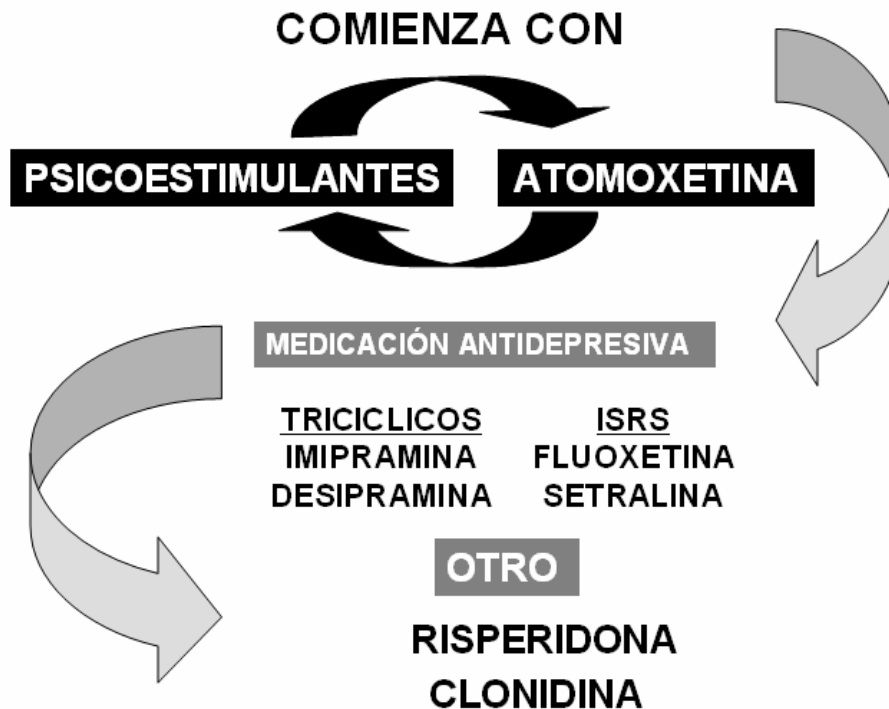 COMIENZA CON
PSICOESTIMULANTES ATOMOXETINA
MEDICACIÓN ANTIDEPRESIVA
TRICICLICOS ISRS
IMIPRAMINA FLUOXETINA
DESIPRAMINA SETRALINA
OTRO
RISPERIDONA
CLONIDINA